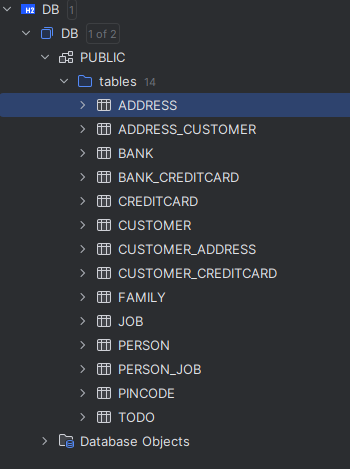 H2 DB 1
DB 1 of 2
PUBLIC
tables 14
ADDRESS
ADDRESS_CUSTOMER
BANK
BANK_CREDITCARD
CREDITCARD
CUSTOMER
CUSTOMER_ADDRESS
CUSTOMER_CREDITCARD
FAMILY
JOB
PERSON
PERSON_JOB
PINCODE
TODO
Database Objects